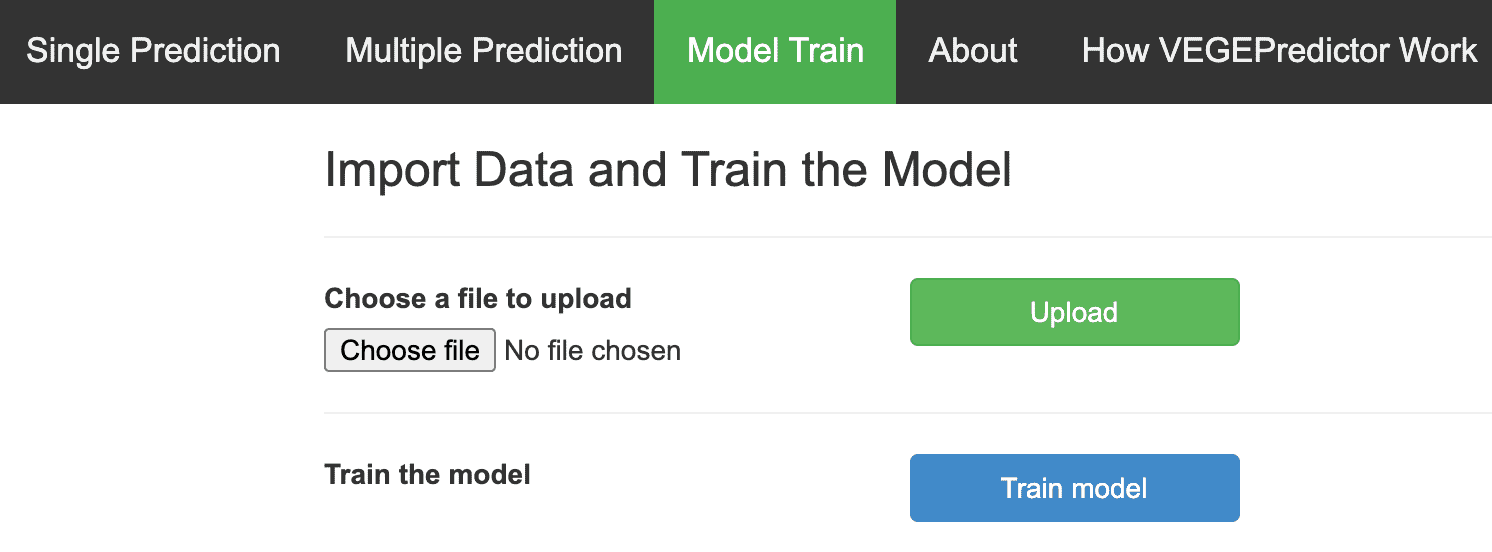 Single Prediction Multiple Prediction Model Train About How VEGEPredictor Work
Import Data and Train the Model
Choose a file to upload
Upload
Choose file No file chosen
Train the model
Train model